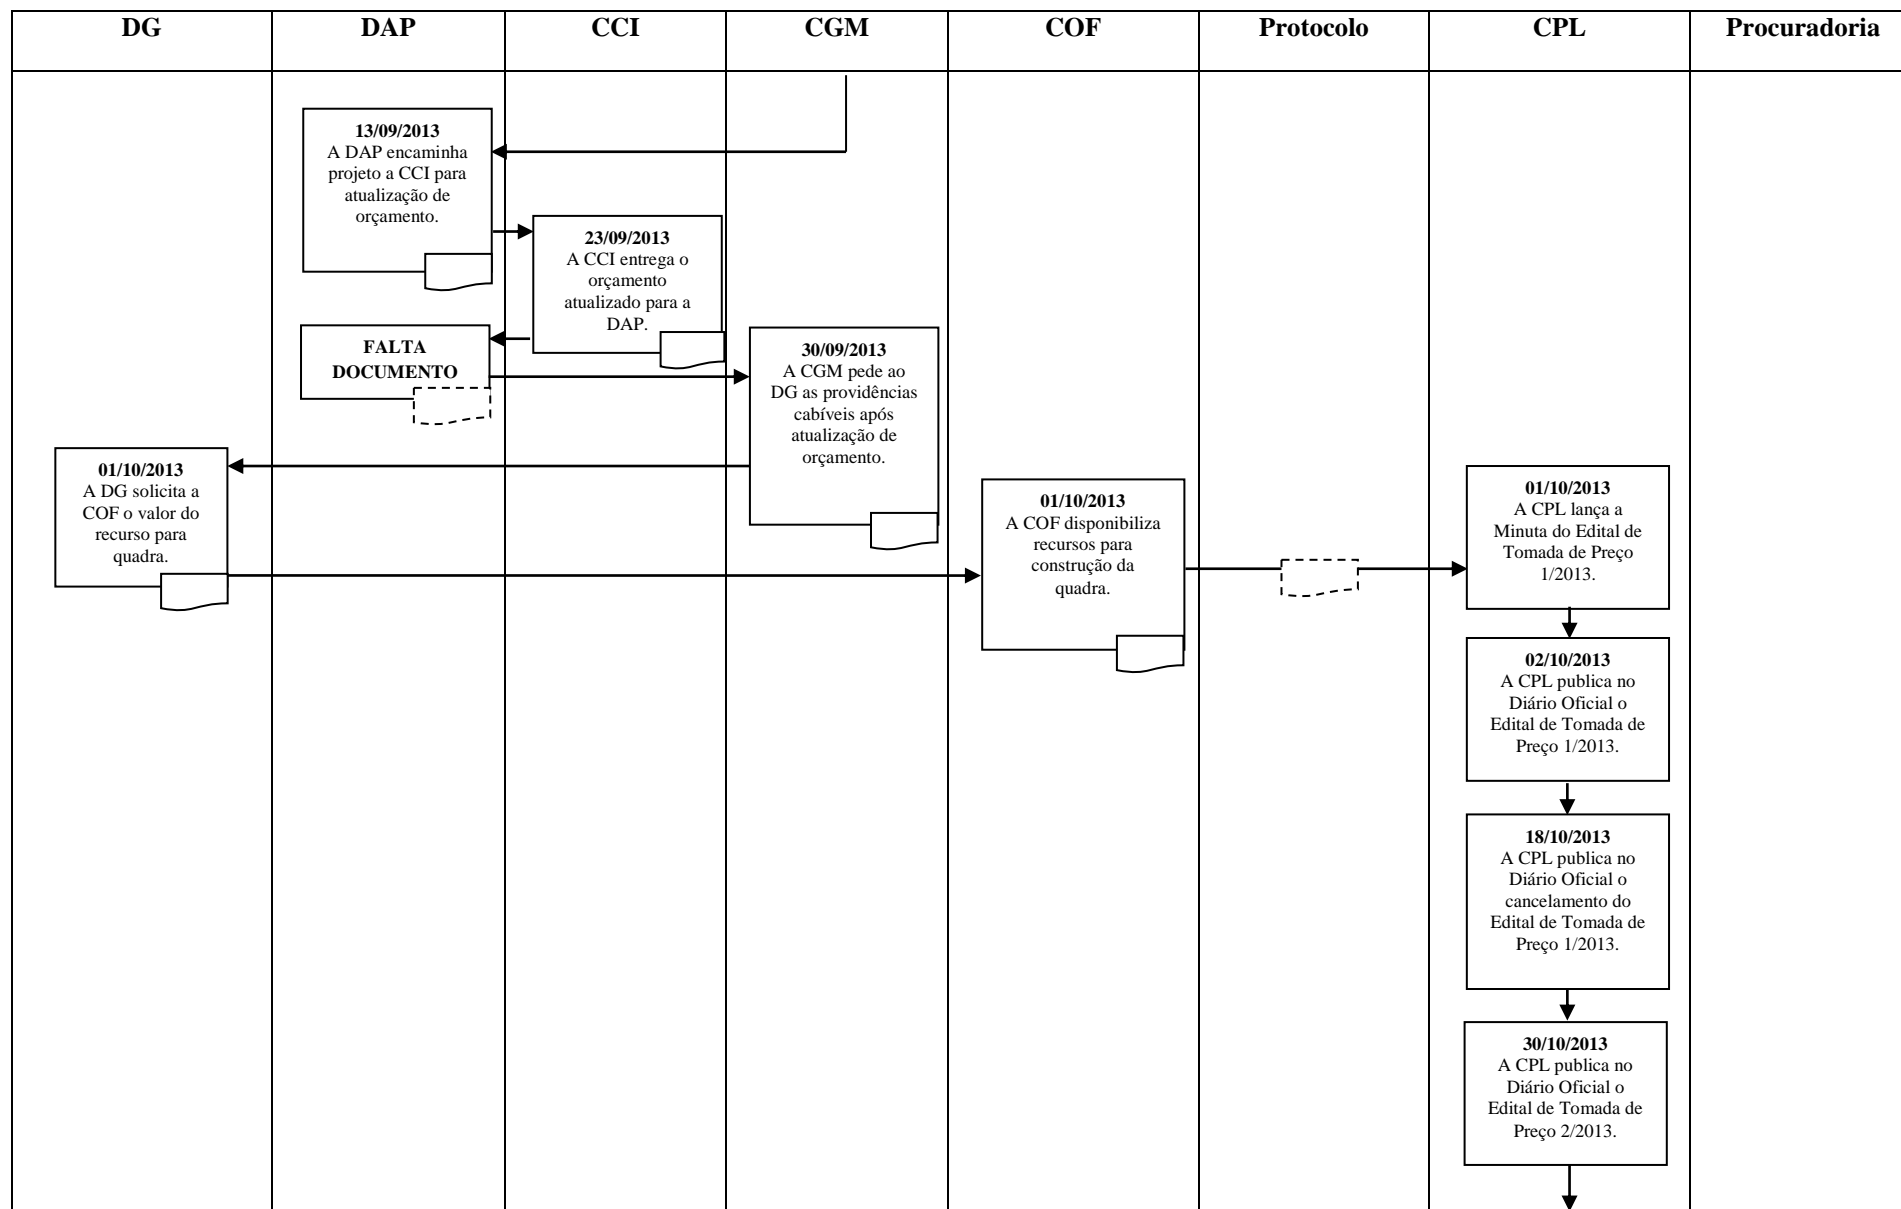 DG DAP CCI CGM COF Protocolo CPL Procuradoria
13/09/2013
A DAP encaminha
projeto a CCI para
atualização de
orçamento.
23/09/2013
A CCI entrega o
orçamento
atualizado para a
DAP.
FALTA
DOCUMENTO
30/09/2013
A CGM pede ao
DG as providências
cabíveis após
atualização de
orçamento.
01/10/2013
A DG solicita a
COF o valor do
recurso para
quadra.
01/10/2013
A COF disponibiliza
recursos para
construção da
quadra.
01/10/2013
A CPL lança a
Minuta do Edital de
Tomada de Preço
1/2013.
02/10/2013
A CPL publica no
Diário Oficial o
Edital de Tomada de
Preço 1/2013.
18/10/2013
A CPL publica no
Diário Oficial o
cancelamento do
Edital de Tomada de
Preço 1/2013.
30/10/2013
A CPL publica no
Diário Oficial o
Edital de Tomada de
Preço 2/2013.